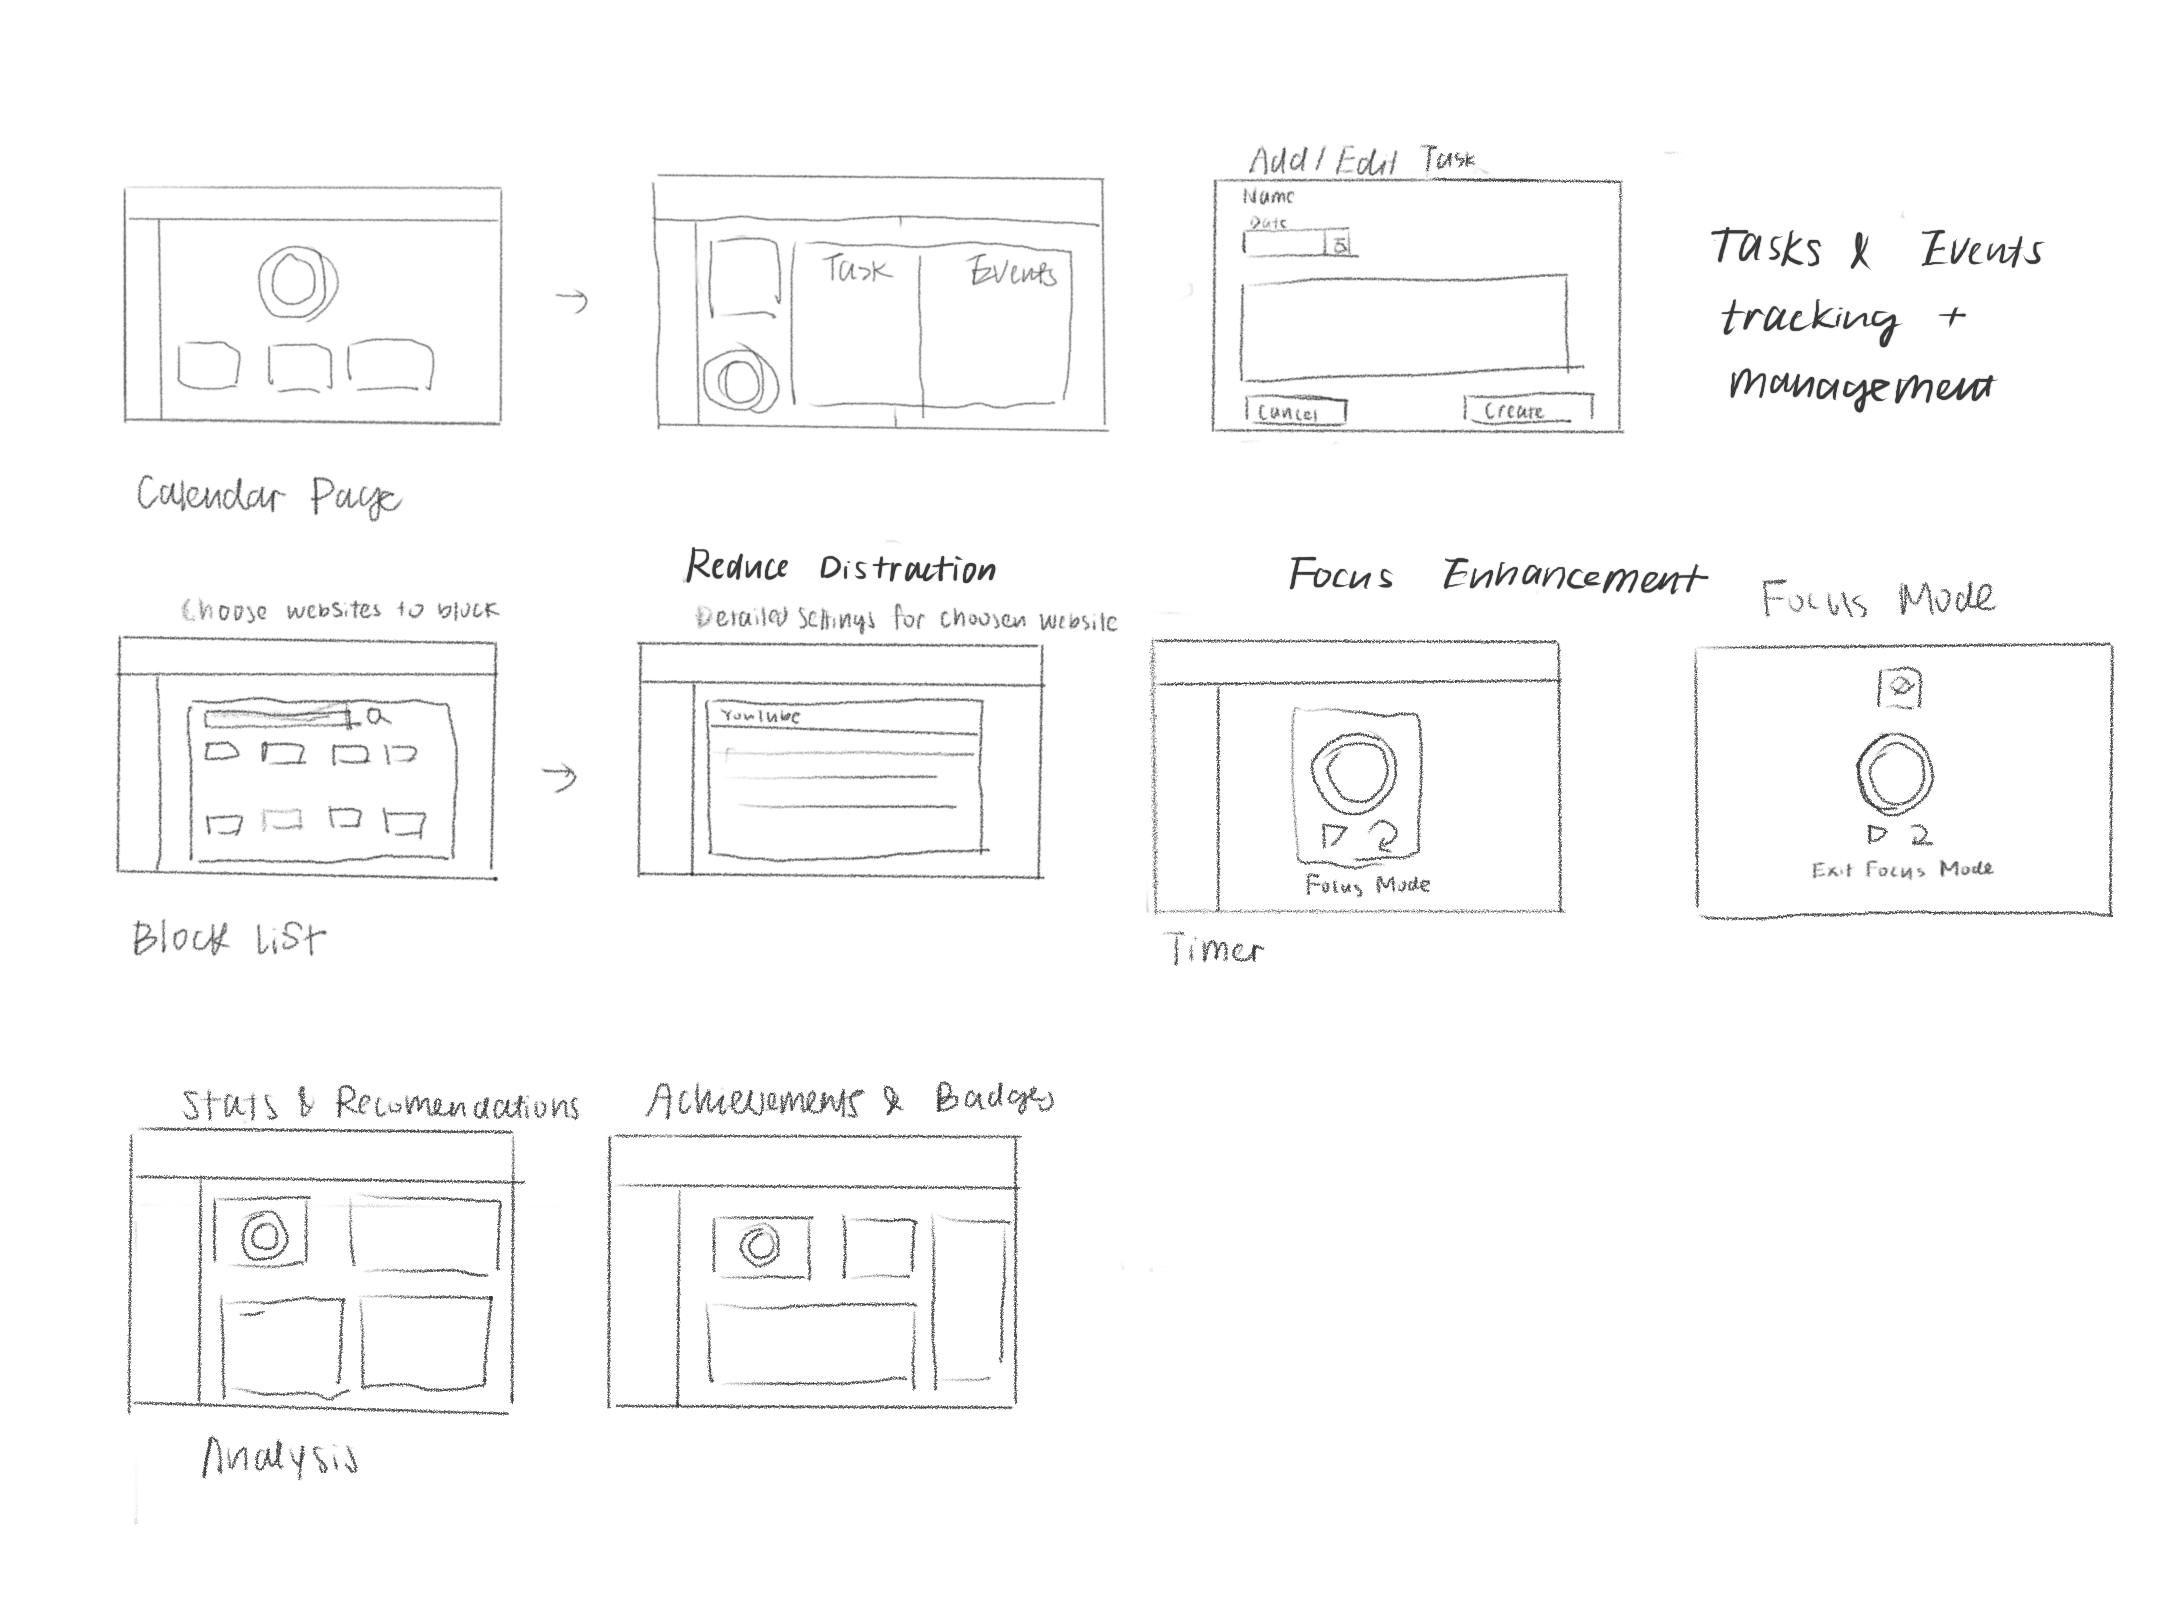 Add / Edit Task
Name
Date
Task
Events
Cancel
Create
Tasks & Events
tracking +
management
Calendar Page
Reduce Distraction
Focus Enhancement
Focus Mode
Choose websites to block
Detailed settings for choosen website
YouTube
Focus Mode
Exit Focus Mode
Block List
Timer
Stats & Recomendations
Achievements & Badges
Analysis